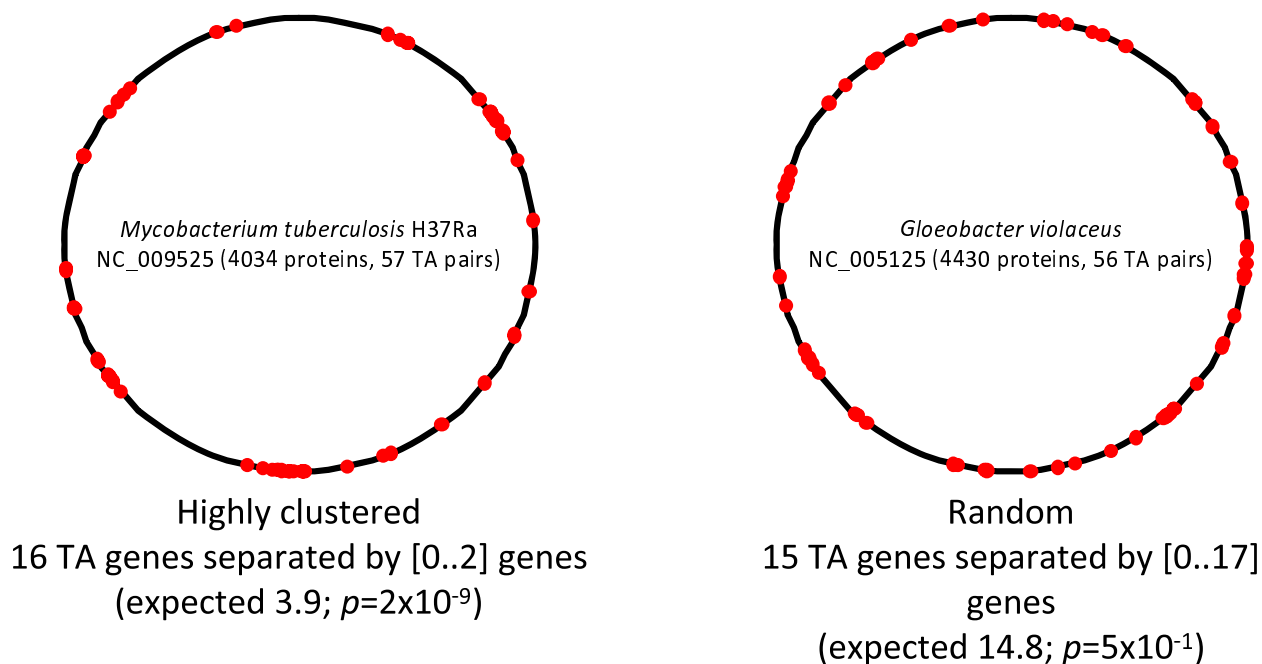 Mycobacterium tuberculosis H37Ra
NC_009525 (4034 proteins, 57 TA pairs)
Highly clustered
16 TA genes separated by [0..2] genes
(expected 3.9; p=2x10-9)
Gloeobacter violaceus
NC_005125 (4430 proteins, 56 TA pairs)
Random
15 TA genes separated by [0..17]
genes
(expected 14.8; p=5x10-1)